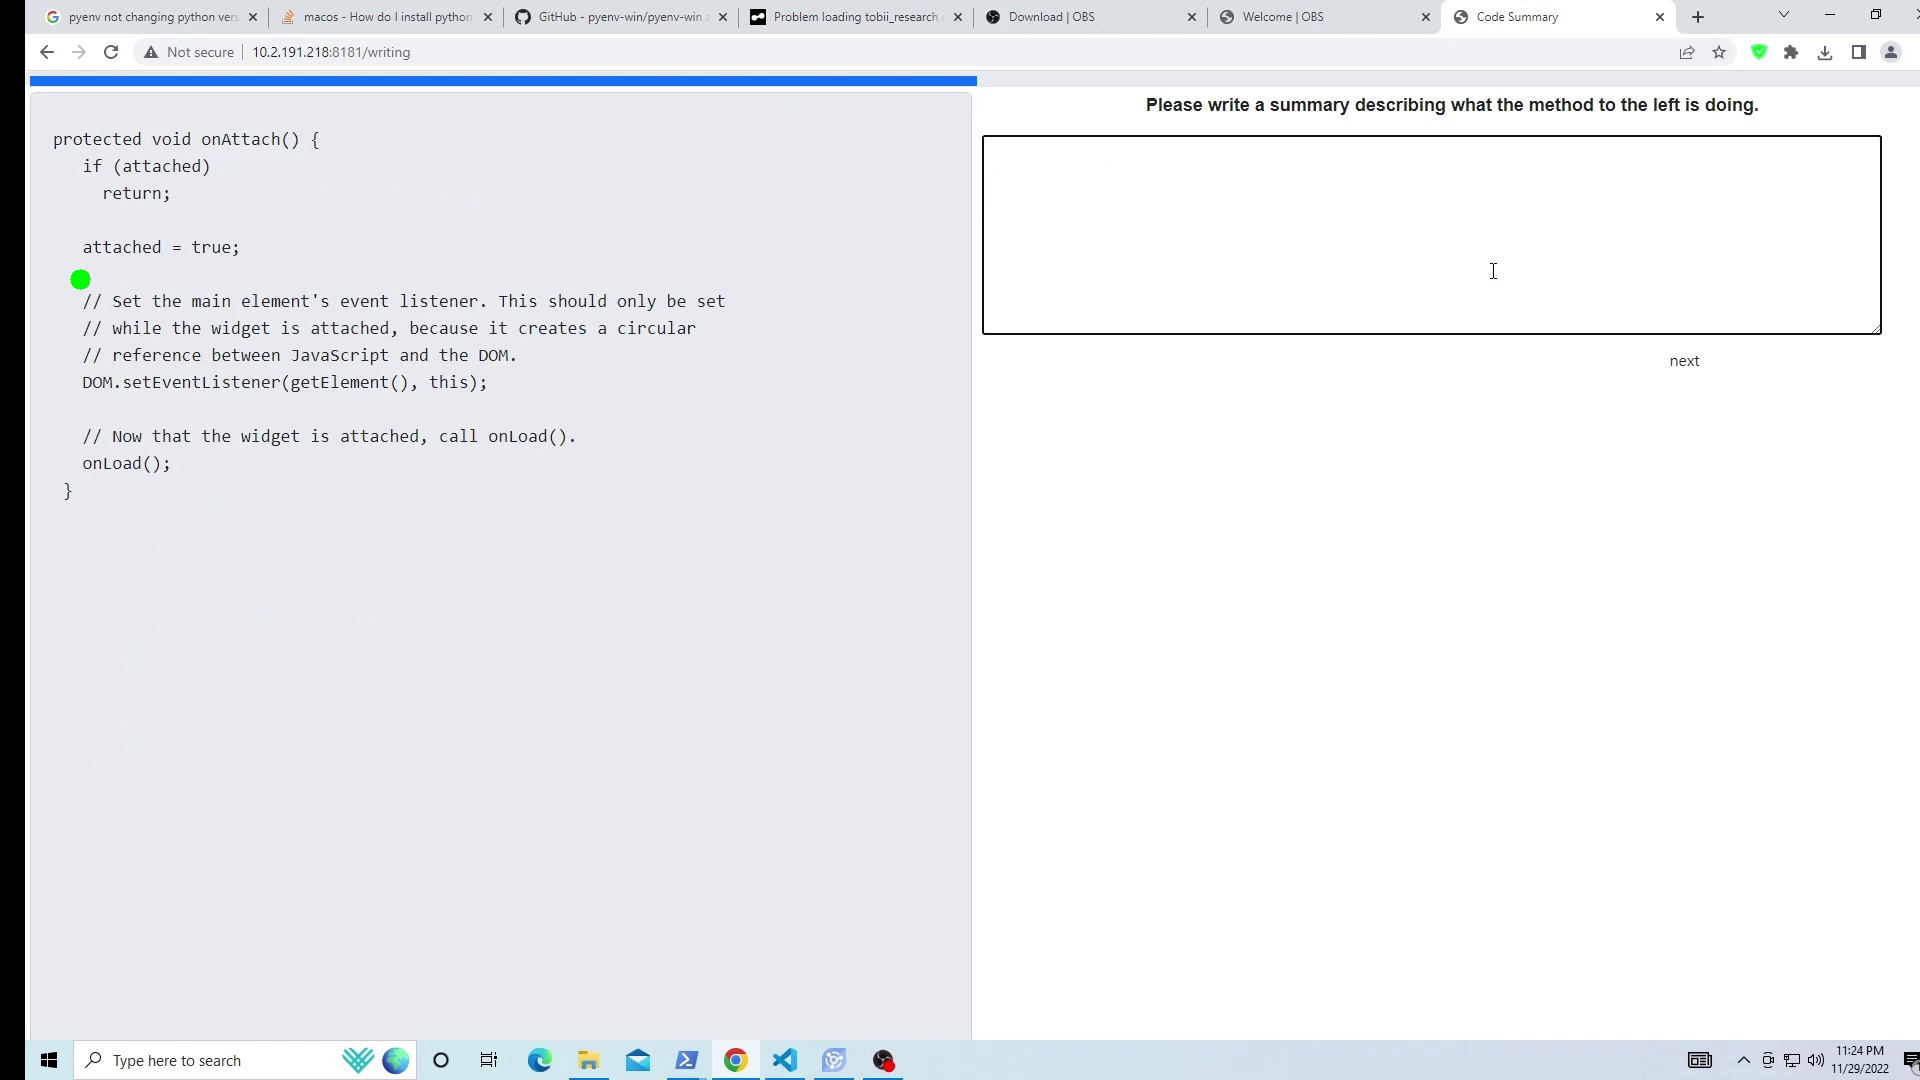 pyenv not changing python vers
macos - How do I install python
GitHub - pyenv-win/pyenv-win
Problem loading tobii_research
Download | OBS
Welcome | OBS
Code Summary
Not secure
10.2.191.218:8181/writing
protected void onAttach() {
if (attached)
return;
attached = true;
// Set the main element's event listener. This should only be set
// while the widget is attached, because it creates a circular
// reference between JavaScript and the DOM.
DOM.setEventListener(getElement(), this);
// Now that the widget is attached, call onLoad().
onLoad();
}
Please write a summary describing what the method to the left is doing.
next
Type here to search
11:24 PM
11/29/2022